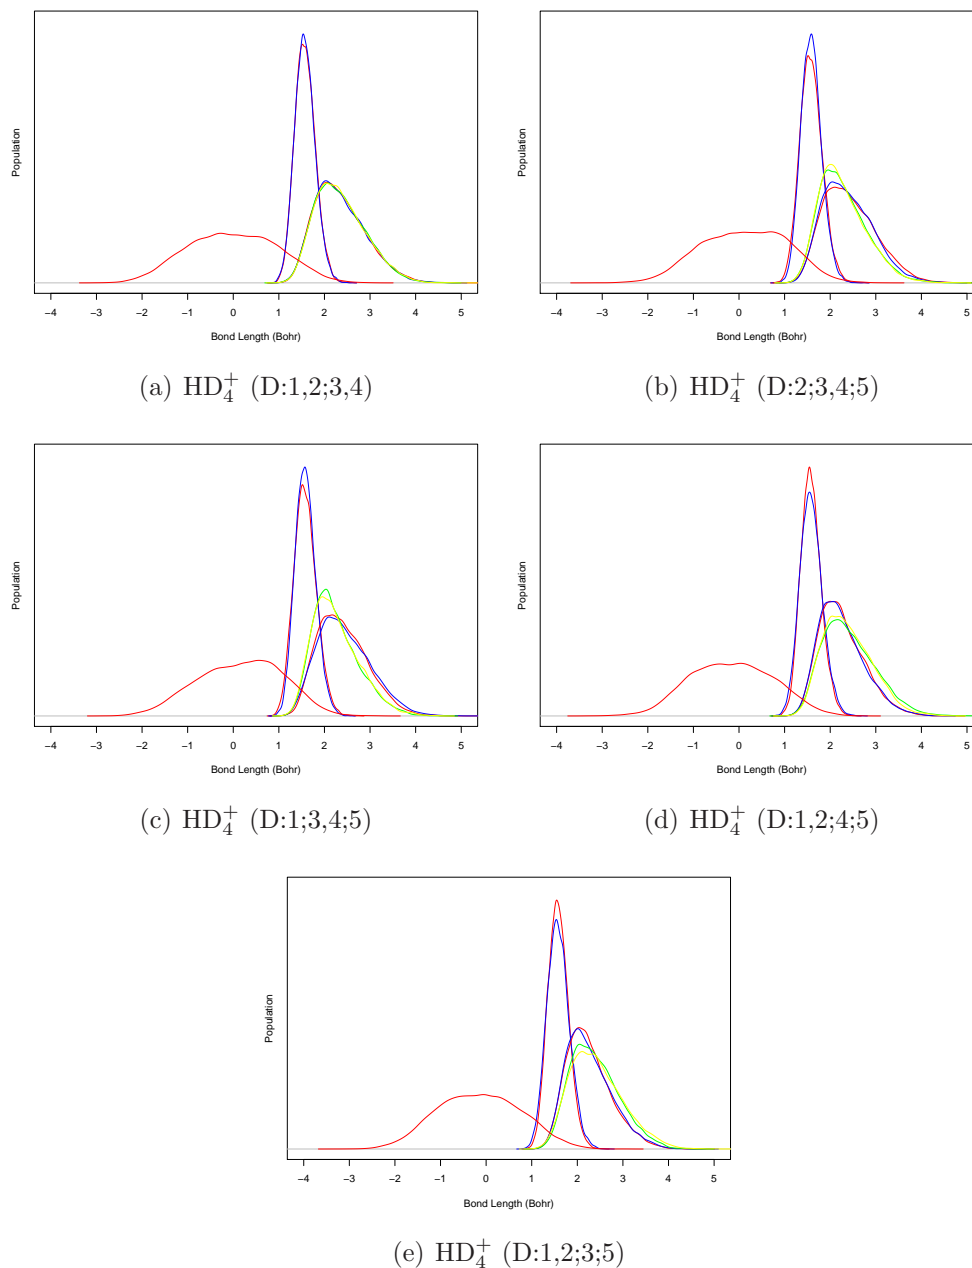 Population
−4 −3 −2 −1 0 1 2 3 4 5
Bond Length (Bohr)
(a) HD₄⁺ (D:1,2;3,4)
Population
−4 −3 −2 −1 0 1 2 3 4 5
Bond Length (Bohr)
(b) HD₄⁺ (D:2;3,4;5)
Population
−4 −3 −2 −1 0 1 2 3 4 5
Bond Length (Bohr)
(c) HD₄⁺ (D:1;3,4;5)
Population
−4 −3 −2 −1 0 1 2 3 4 5
Bond Length (Bohr)
(d) HD₄⁺ (D:1,2;4;5)
Population
−4 −3 −2 −1 0 1 2 3 4 5
Bond Length (Bohr)
(e) HD₄⁺ (D:1,2;3;5)